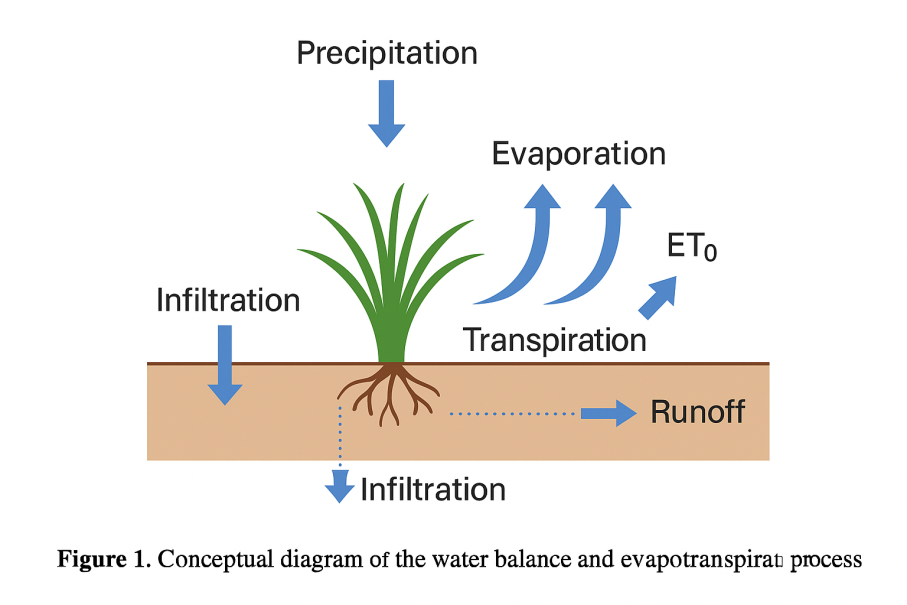 Precipitation
Evaporation
ET₀
Infiltration
Transpiration
Runoff
Infiltration
Figure 1. Conceptual diagram of the water balance and evapotranspirat process